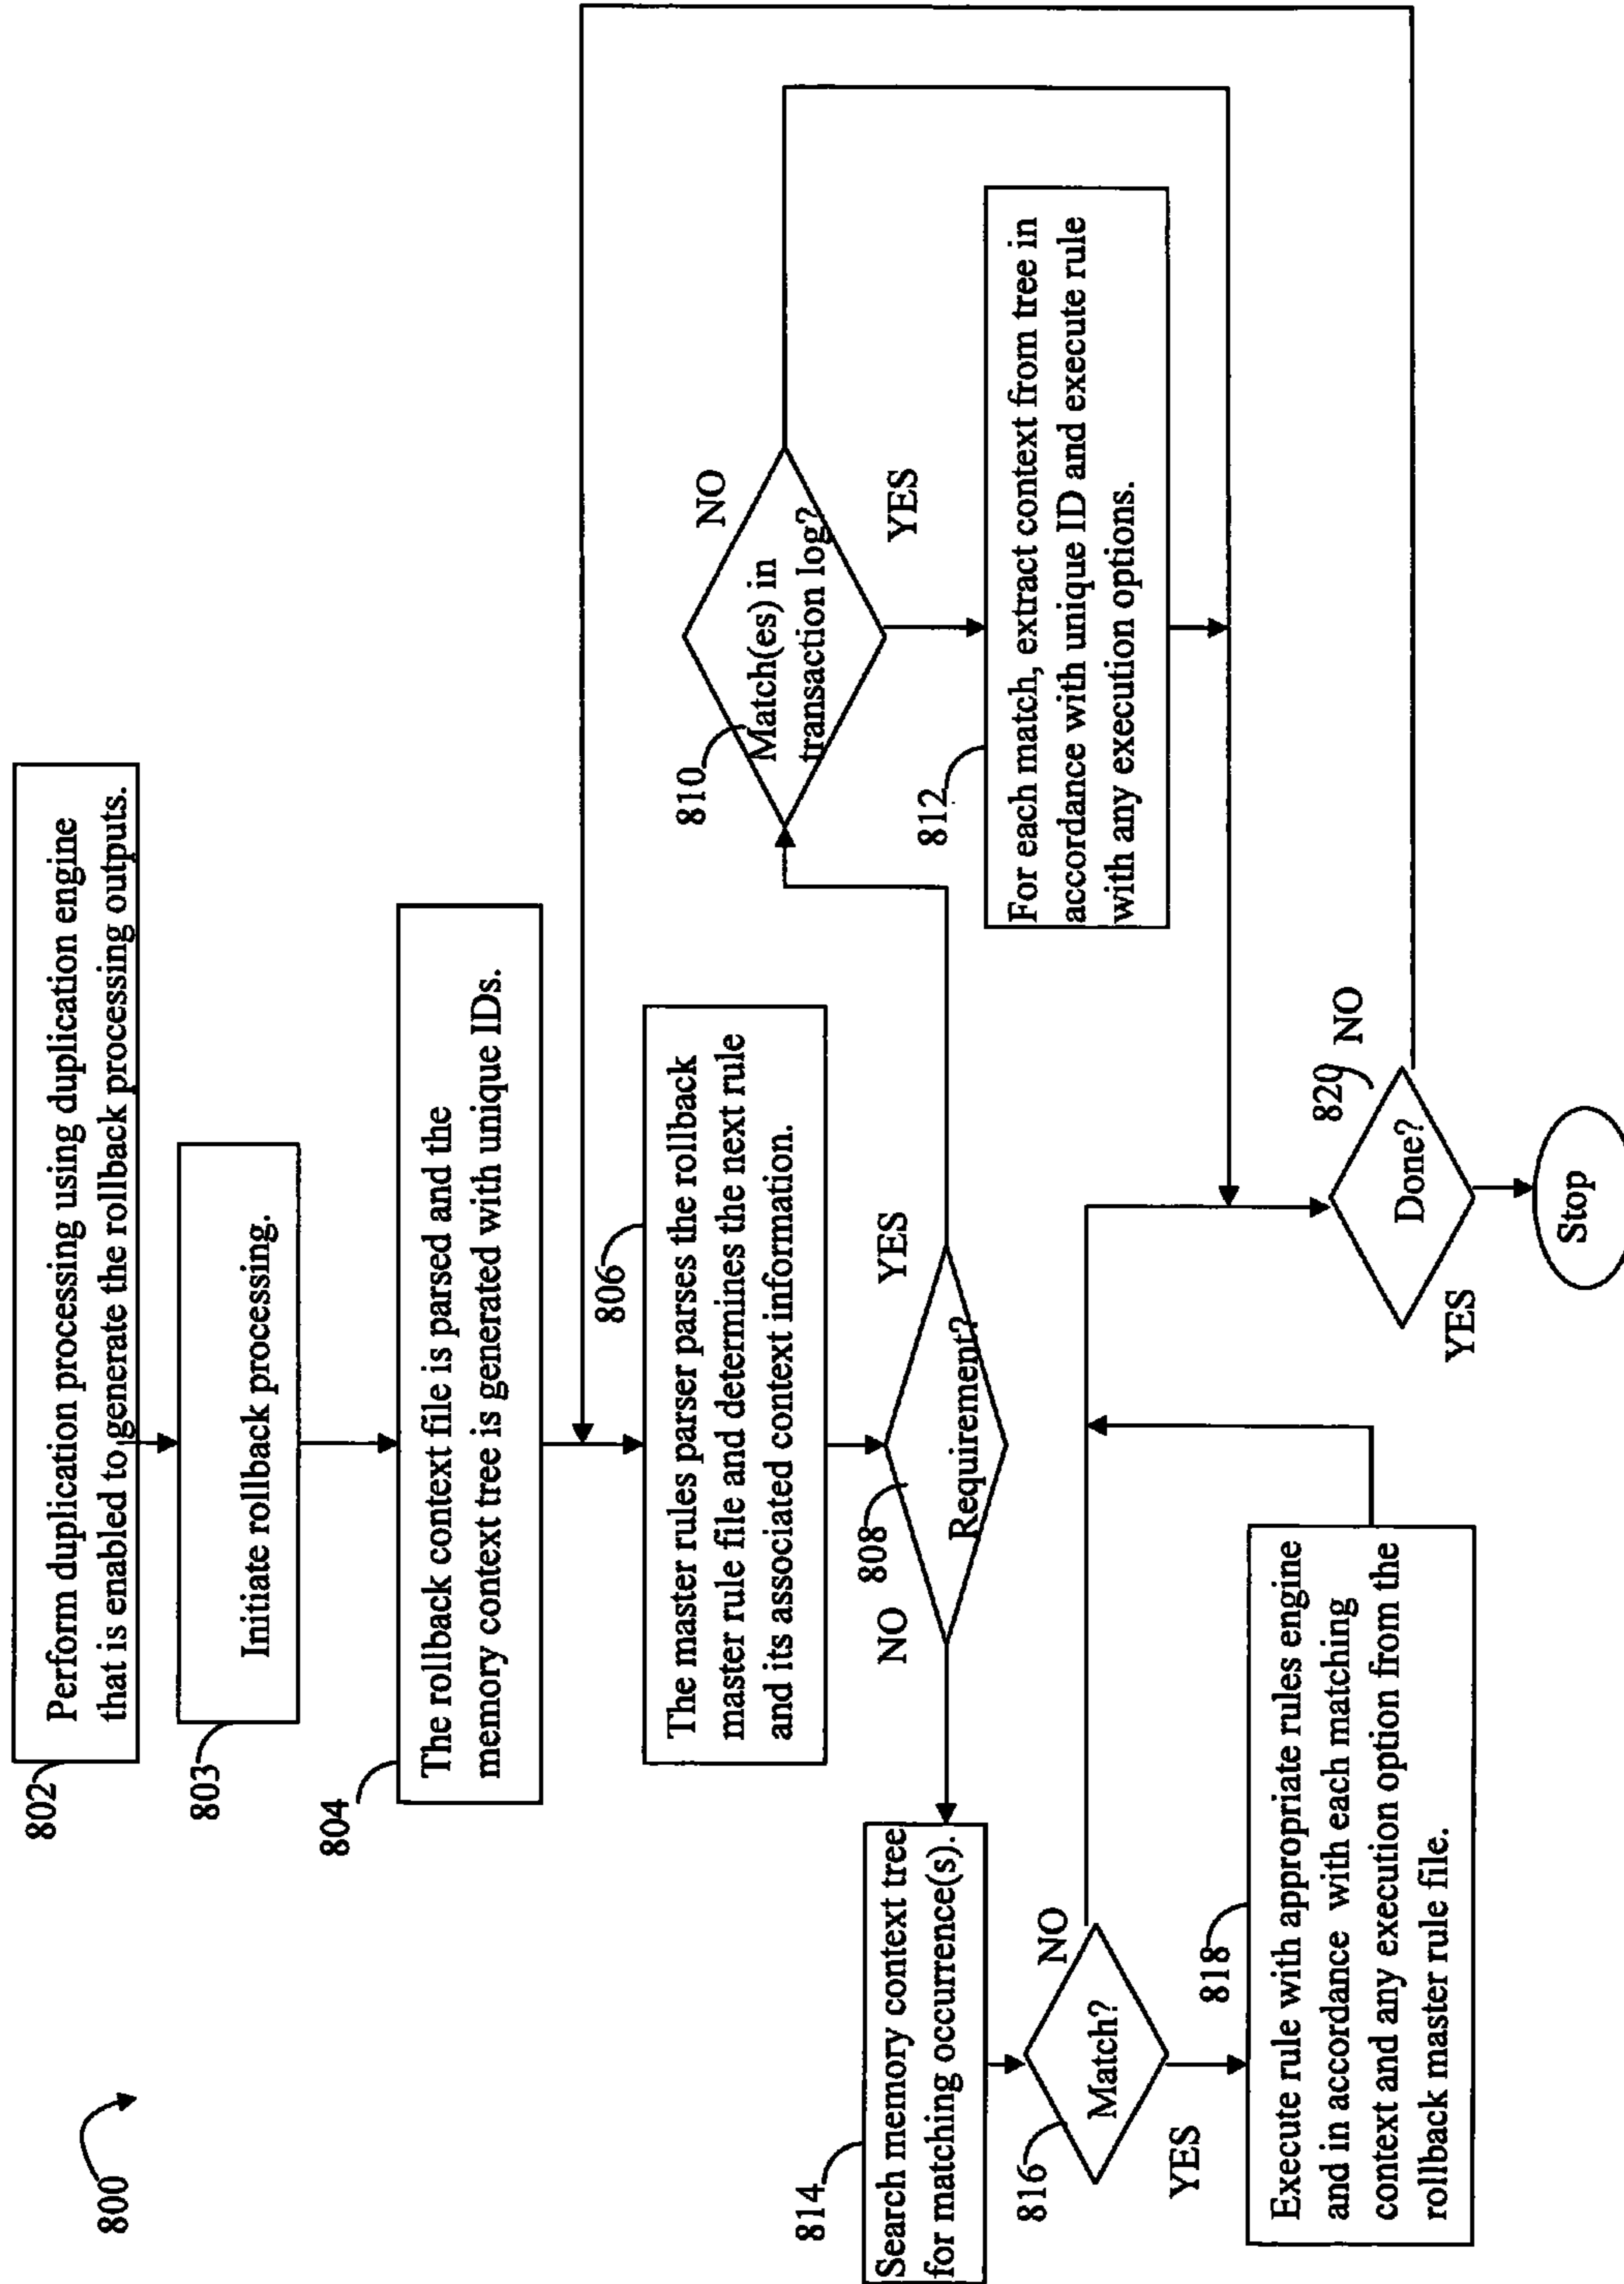 800
802
Perform duplication processing using duplication engine
that is enabled to generate the rollback processing outputs.
803
Initiate rollback processing.
804
The rollback context file is parsed and the
memory context tree is generated with unique IDs.
806
The master rules parser parses the rollback
master rule file and determines the next rule
and its associated context information.
808
Requirement?
NO
YES
810
Match(es) in
transaction log?
NO
YES
812
For each match, extract context from tree in
accordance with unique ID and execute rule
with any execution options.
814
Search memory context tree
for matching occurrence(s).
816
Match?
NO
YES
818
Execute rule with appropriate rules engine
and in accordance with each matching
context and any execution option from the
rollback master rule file.
820
Done?
NO
YES
Stop